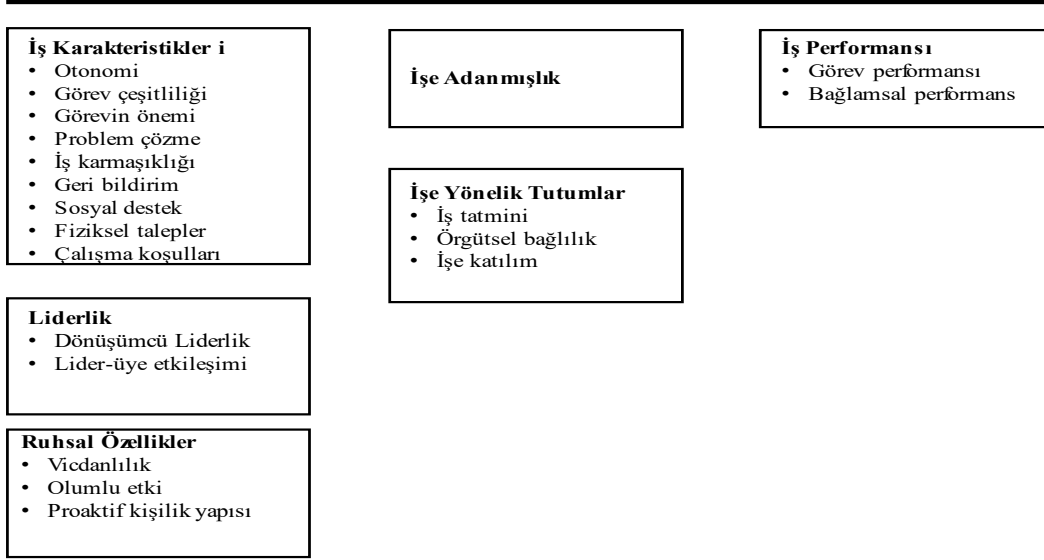 İş Karakteristikler i
• Otonomi
• Görev çeşitliliği
• Görevin önemi
• Problem çözme
• İş karmaşıklığı
• Geri bildirim
• Sosyal destek
• Fiziksel talepler
• Çalışma koşulları
Liderlik
• Dönüşümcü Liderlik
• Lider-üye etkileşimi
Ruhsal Özellikler
• Vicdanlılık
• Olumlu etki
• Proaktif kişilik yapısı
İşe Adanmışlık
İşe Yönelik Tutumlar
• İş tatmini
• Örgütsel bağlılık
• İşe katılım
İş Performansı
• Görev performansı
• Bağlamsal performans